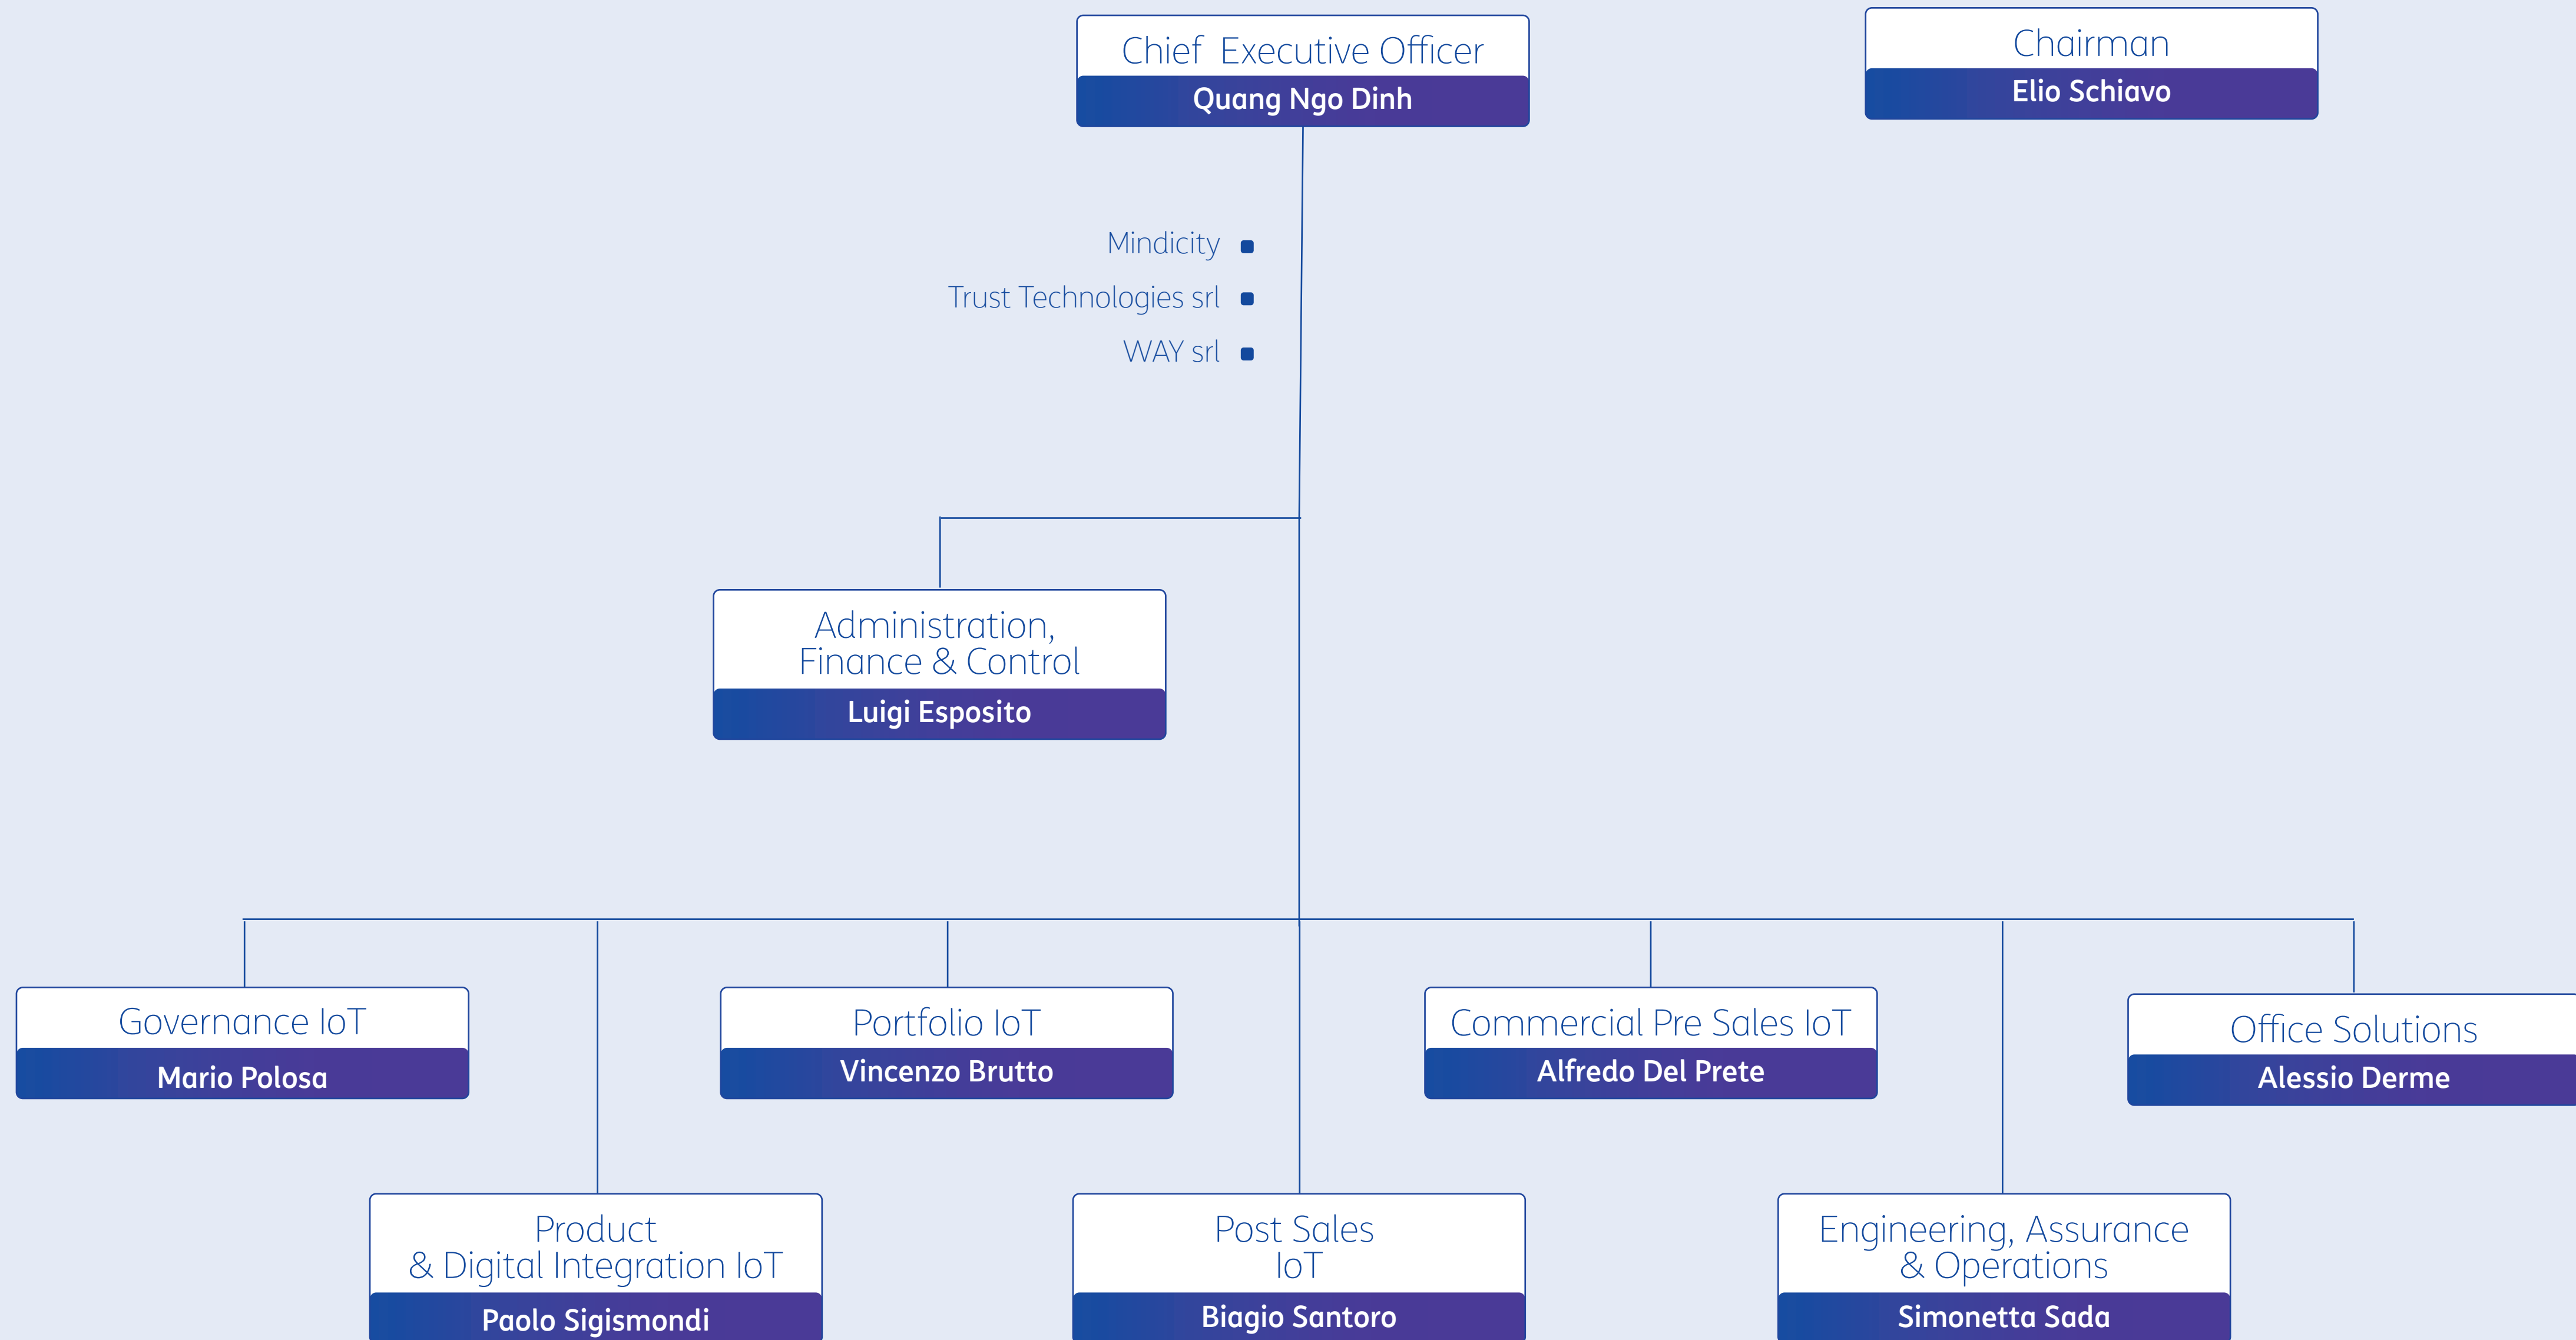 Chief Executive Officer
Quang Ngo Dinh
Chairman
Elio Schiavo
Mindicity
Trust Technologies srl
WAY srl
Administration,
Finance & Control
Luigi Esposito
Governance IoT
Mario Polosa
Portfolio IoT
Vincenzo Brutto
Commercial Pre Sales IoT
Alfredo Del Prete
Office Solutions
Alessio Derme
Product
& Digital Integration IoT
Paolo Sigismondi
Post Sales
IoT
Biagio Santoro
Engineering, Assurance
& Operations
Simonetta Sada